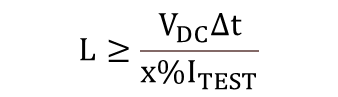 L ≥ V_DC Δt / x%I_TEST